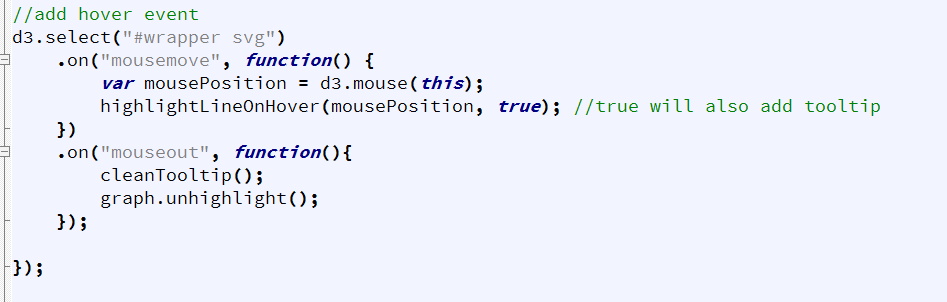 //add hover event
d3.select("#wrapper svg")
    .on("mousemove", function() {
        var mousePosition = d3.mouse(this);
        highlightLineOnHover(mousePosition, true); //true will also add tooltip
    })
    .on("mouseout", function(){
        cleanTooltip();
        graph.unhighlight();
    });

});